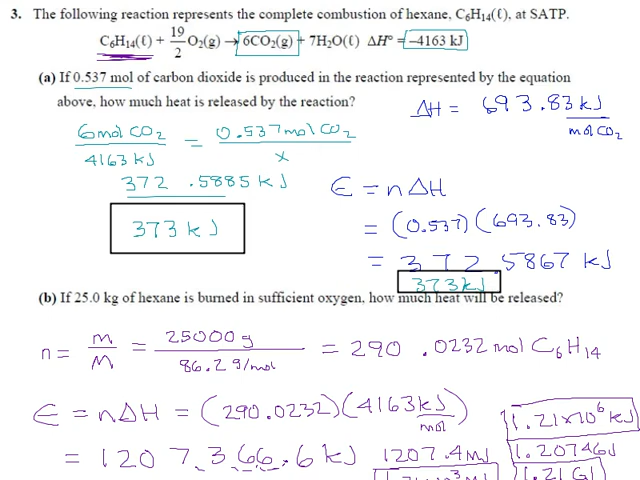 3. The following reaction represents the complete combustion of hexane, C₆H₁₄(ℓ), at SATP.
C₆H₁₄(ℓ) + 19/2 O₂(g) → 6CO₂(g) + 7H₂O(ℓ) ΔH° = –4163 kJ
(a) If 0.537 mol of carbon dioxide is produced in the reaction represented by the equation
above, how much heat is released by the reaction?
ΔH = 693.83 kJ/mol CO₂
6 mol CO₂/4163 kJ = 0.537 mol CO₂/x
372.5885 kJ
373 kJ
E = nΔH
= (0.537)(693.83)
= 372.5867 kJ
373 kJ
(b) If 25.0 kg of hexane is burned in sufficient oxygen, how much heat will be released?
n = m/M = 25000 g/86.2 g/mol = 290.0232 mol C₆H₁₄
E = nΔH = (290.0232)(4163 kJ/mol)
1.21×10⁶ kJ
= 1207366.6 kJ
1207.4 MJ
1.2074 GJ
1.21 GJ